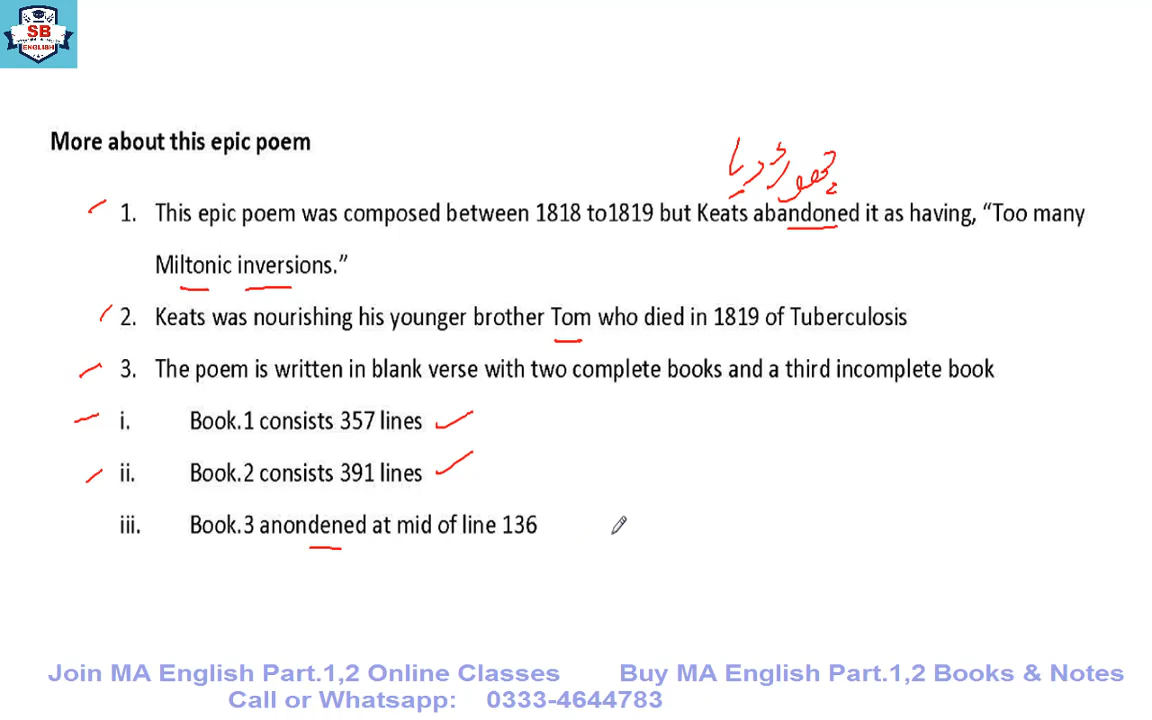 SB
ENGLISH
More about this epic poem
چھوڑ دیا
1. This epic poem was composed between 1818 to1819 but Keats abandoned it as having, “Too many
Miltonic inversions.”
2. Keats was nourishing his younger brother Tom who died in 1819 of Tuberculosis
3. The poem is written in blank verse with two complete books and a third incomplete book
i. Book.1 consists 357 lines
ii. Book.2 consists 391 lines
iii. Book.3 anondened at mid of line 136
Join MA English Part.1,2 Online Classes Buy MA English Part.1,2 Books & Notes
Call or Whatsapp: 0333-4644783